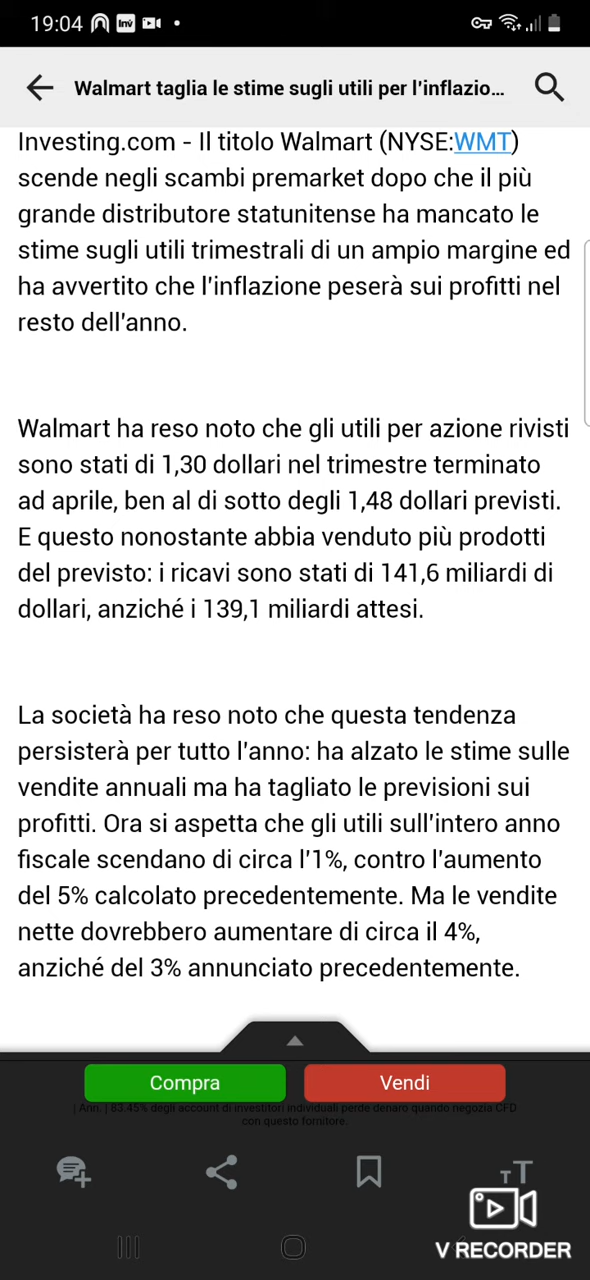 19:04
Inv
Walmart taglia le stime sugli utili per l'inflazio...
Investing.com - Il titolo Walmart (NYSE:WMT)
scende negli scambi premarket dopo che il più
grande distributore statunitense ha mancato le
stime sugli utili trimestrali di un ampio margine ed
ha avvertito che l'inflazione peserà sui profitti nel
resto dell'anno.
Walmart ha reso noto che gli utili per azione rivisti
sono stati di 1,30 dollari nel trimestre terminato
ad aprile, ben al di sotto degli 1,48 dollari previsti.
E questo nonostante abbia venduto più prodotti
del previsto: i ricavi sono stati di 141,6 miliardi di
dollari, anziché i 139,1 miliardi attesi.
La società ha reso noto che questa tendenza
persisterà per tutto l'anno: ha alzato le stime sulle
vendite annuali ma ha tagliato le previsioni sui
profitti. Ora si aspetta che gli utili sull'intero anno
fiscale scendano di circa l'1%, contro l'aumento
del 5% calcolato precedentemente. Ma le vendite
nette dovrebbero aumentare di circa il 4%,
anziché del 3% annunciato precedentemente.
Compra
Vendi
| Ann. | 83.45% degli account di investitori individuali perde denaro quando negozia CFD
con questo fornitore.
TT
V RECORDER